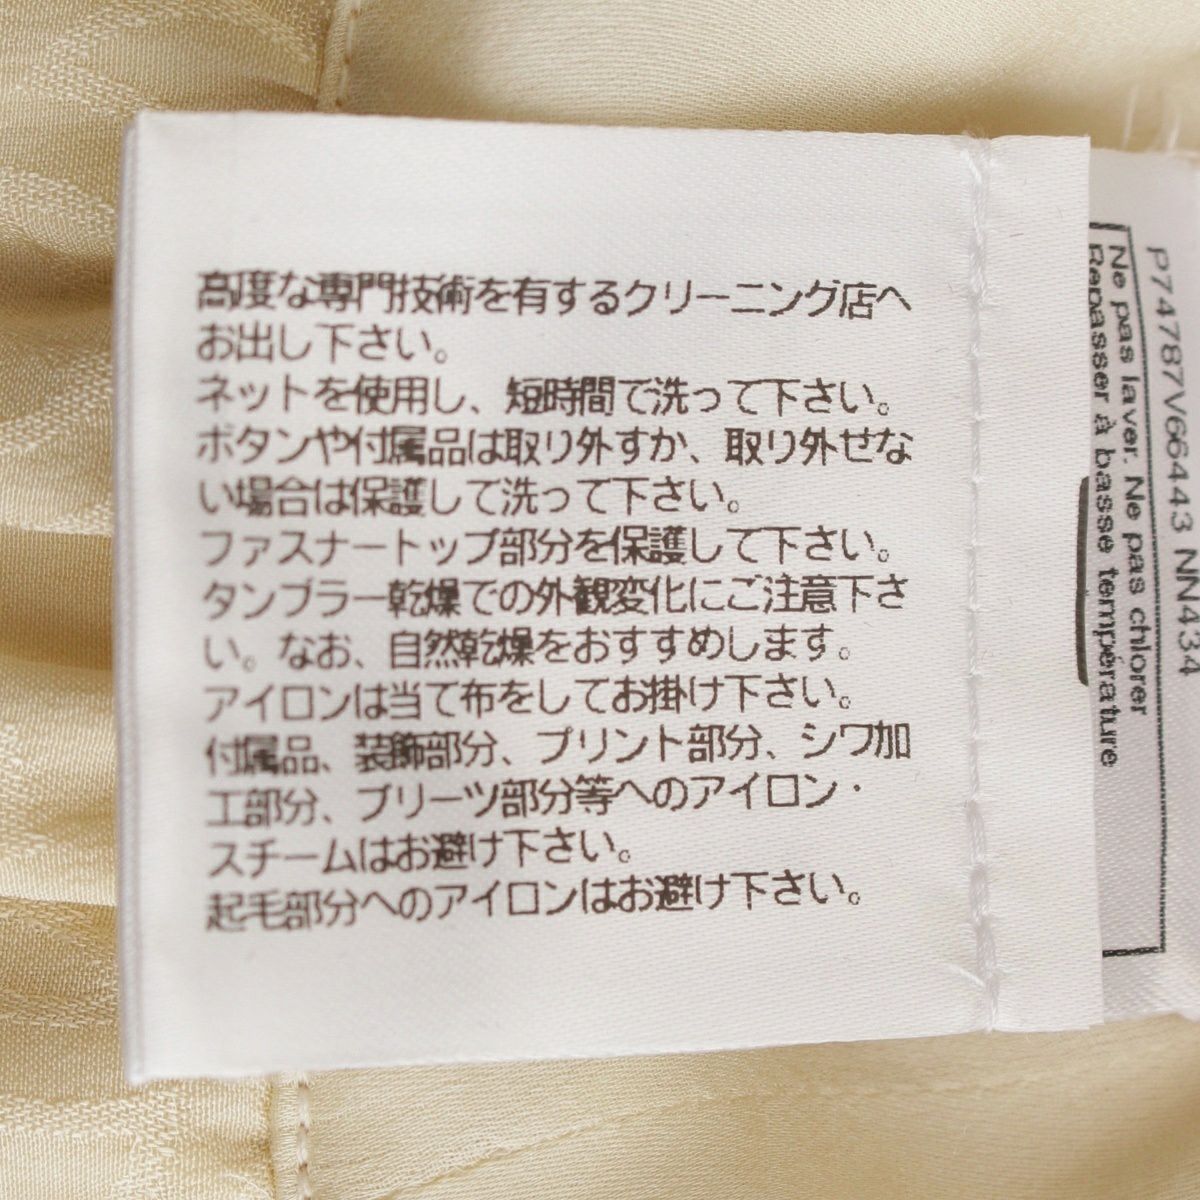 高度な専門技術を有するクリーニング店へ
お出し下さい。
ネットを使用し、短時間で洗って下さい。
ボタンや付属品は取り外すか、取り外せな
い場合は保護して洗って下さい。
ファスナートップ部分を保護して下さい。
タンブラー乾燥での外観変化にご注意下さ
い。なお、自然乾燥をおすすめします。
アイロンは当て布をしてお掛け下さい。
付属品、装飾部分、プリント部分、シワ加
工部分、プリーツ部分等へのアイロン・
スチームはお避け下さい。
起毛部分へのアイロンはお避け下さい。
P74787V66443 NN434
Ne pas laver. Ne pas chlorer
Repasser à basse température